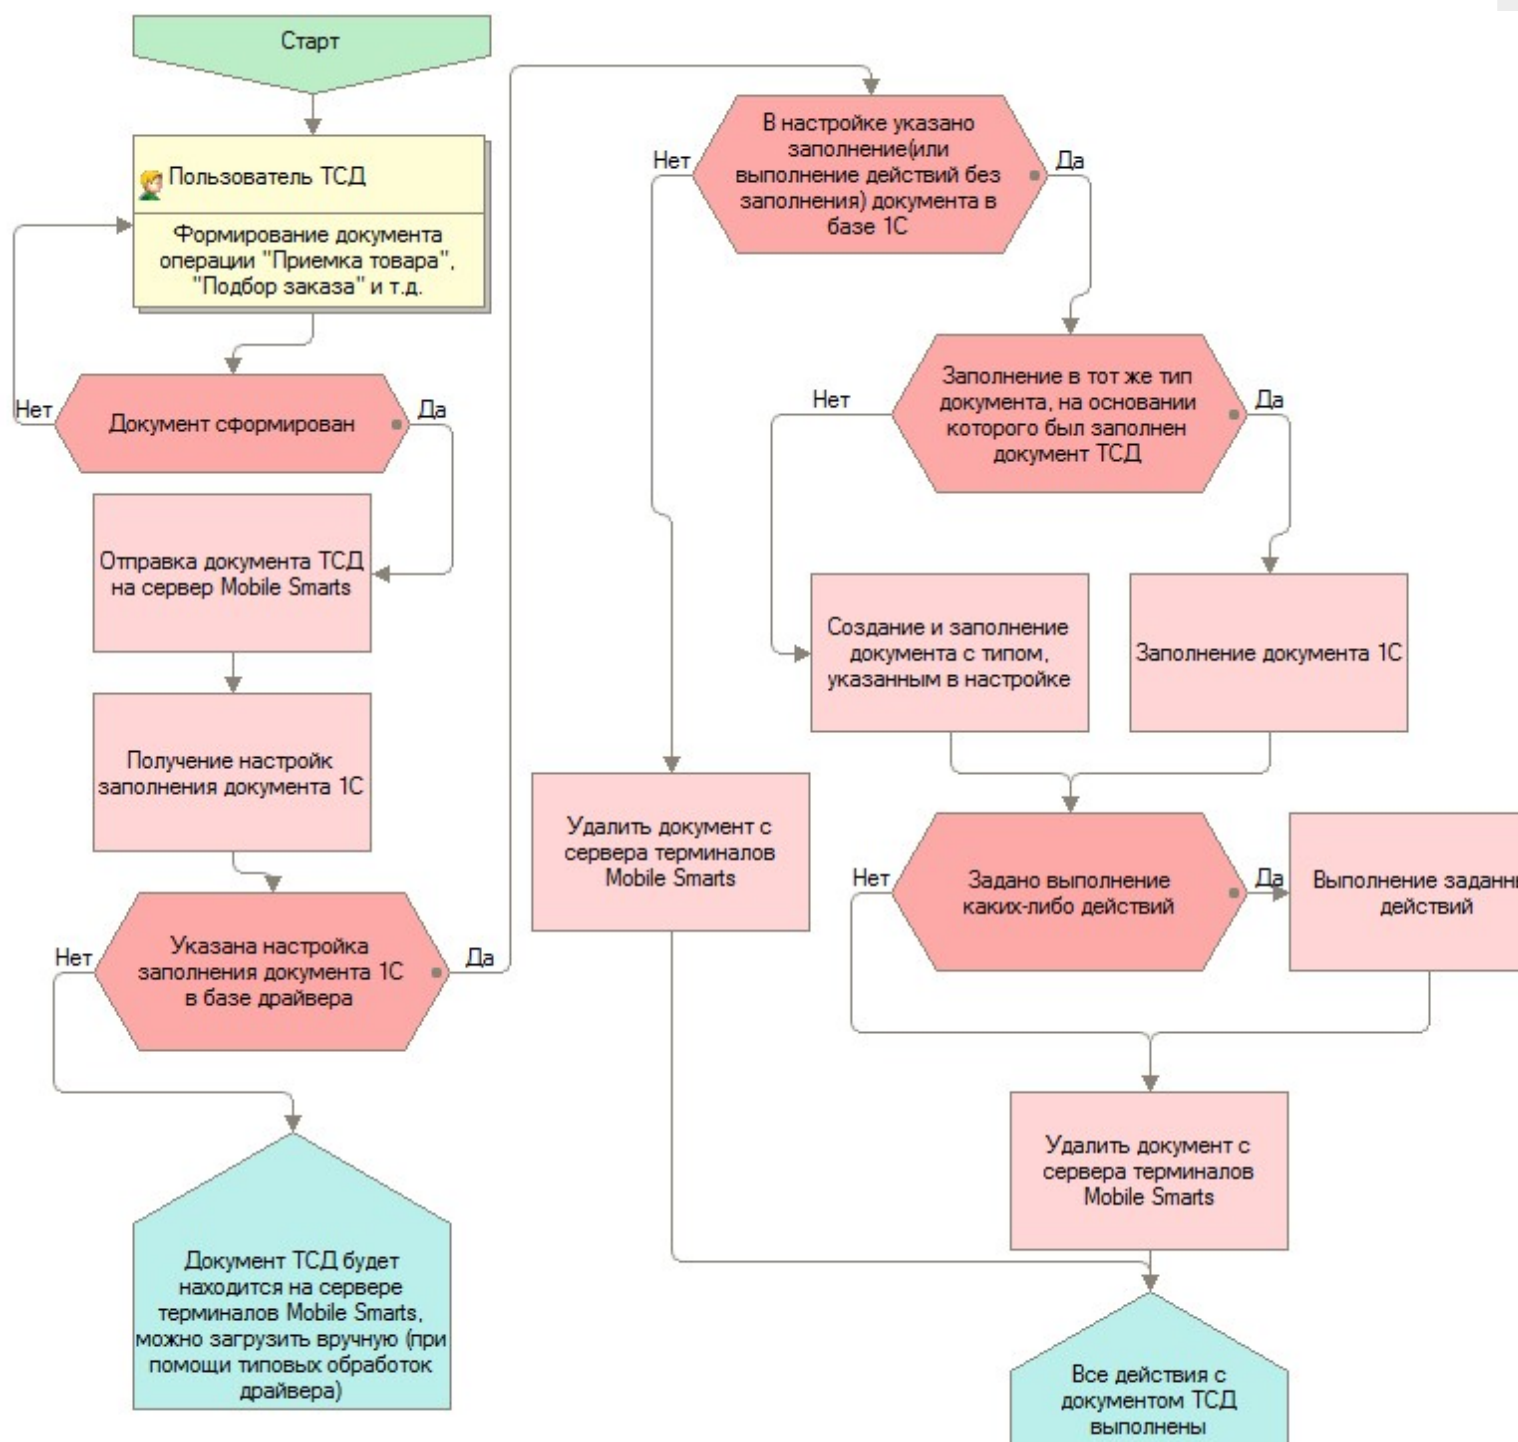 Старт
Пользователь ТСД
Формирование документа
операции "Приемка товара",
"Подбор заказа" и т.д.
Нет
Документ сформирован
Да
Отправка документа ТСД
на сервер Mobile Smarts
Получение настройк
заполнения документа 1С
Нет
Указана настройка
заполнения документа 1С
в базе драйвера
Да
Документ ТСД будет
находится на сервере
терминалов Mobile Smarts,
можно загрузить вручную (при
помощи типовых обработок
драйвера)
Нет
В настройке указано
заполнение(или
выполнение действий без
заполнения) документа в
базе 1С
Да
Нет
Заполнение в тот же тип
документа, на основании
которого был заполнен
документ ТСД
Да
Создание и заполнение
документа с типом,
указанным в настройке
Заполнение документа 1С
Удалить документ с
сервера терминалов
Mobile Smarts
Нет
Задано выполнение
каких-либо действий
Да
Выполнение
действий
Удалить документ с
сервера терминалов
Mobile Smarts
Все действия с
документом ТСД
выполнены